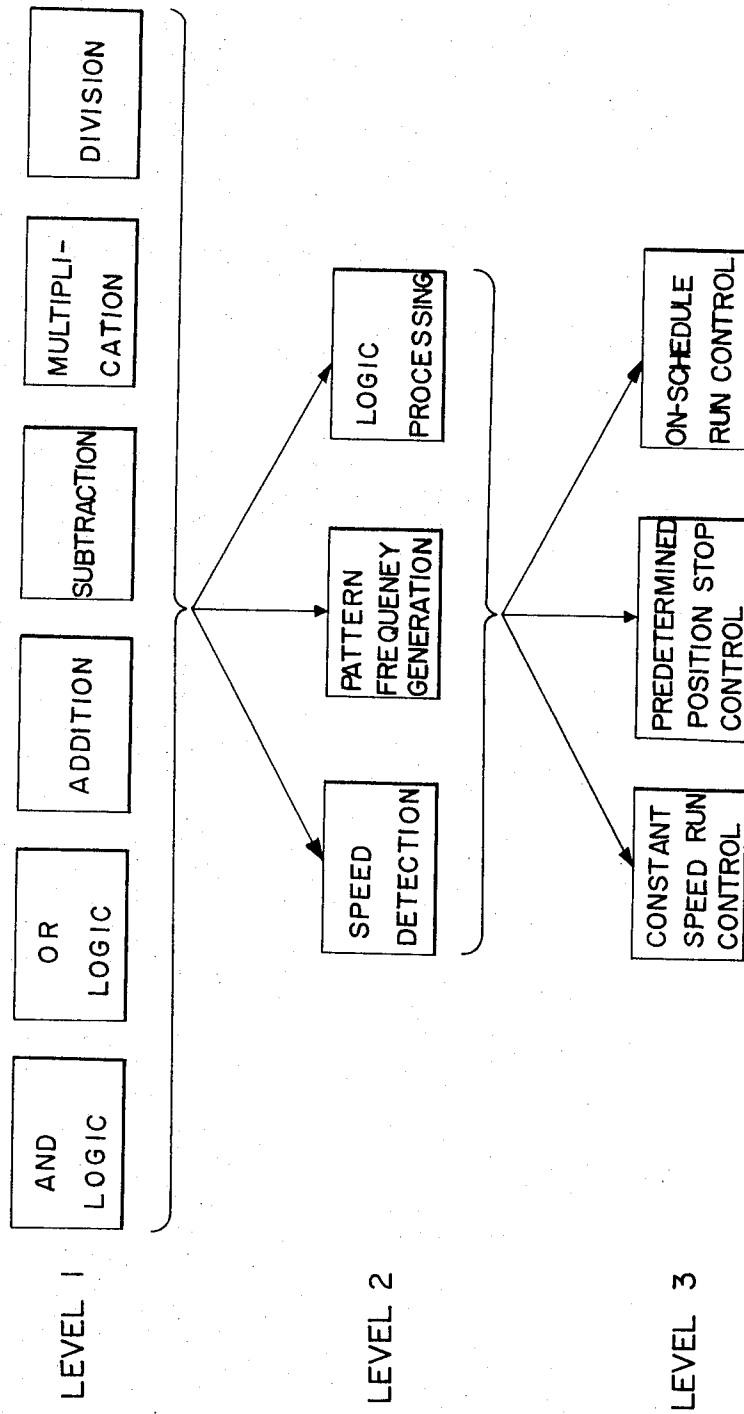 LEVEL 1
AND
LOGIC
OR
LOGIC
ADDITION
SUBTRACTION
MULTIPLI-
CATION
DIVISION
LEVEL 2
SPEED
DETECTION
PATTERN
FREQUENEY
GENERATION
LOGIC
PROCESSING
LEVEL 3
CONSTANT
SPEED RUN
CONTROL
PREDETERMINED
POSITION STOP
CONTROL
ON-SCHEDULE
RUN CONTROL